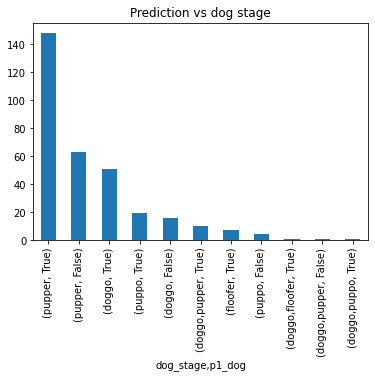 Prediction vs dog stage
140
120
100
80
60
40
20
0
(pupper, True)
(pupper, False)
(doggo, True)
(puppo, True)
(doggo, False)
(doggo,pupper, True)
(floofer, True)
(puppo, False)
(doggo,floofer, True)
(doggo,pupper, False)
(doggo,puppo, True)
dog_stage,p1_dog